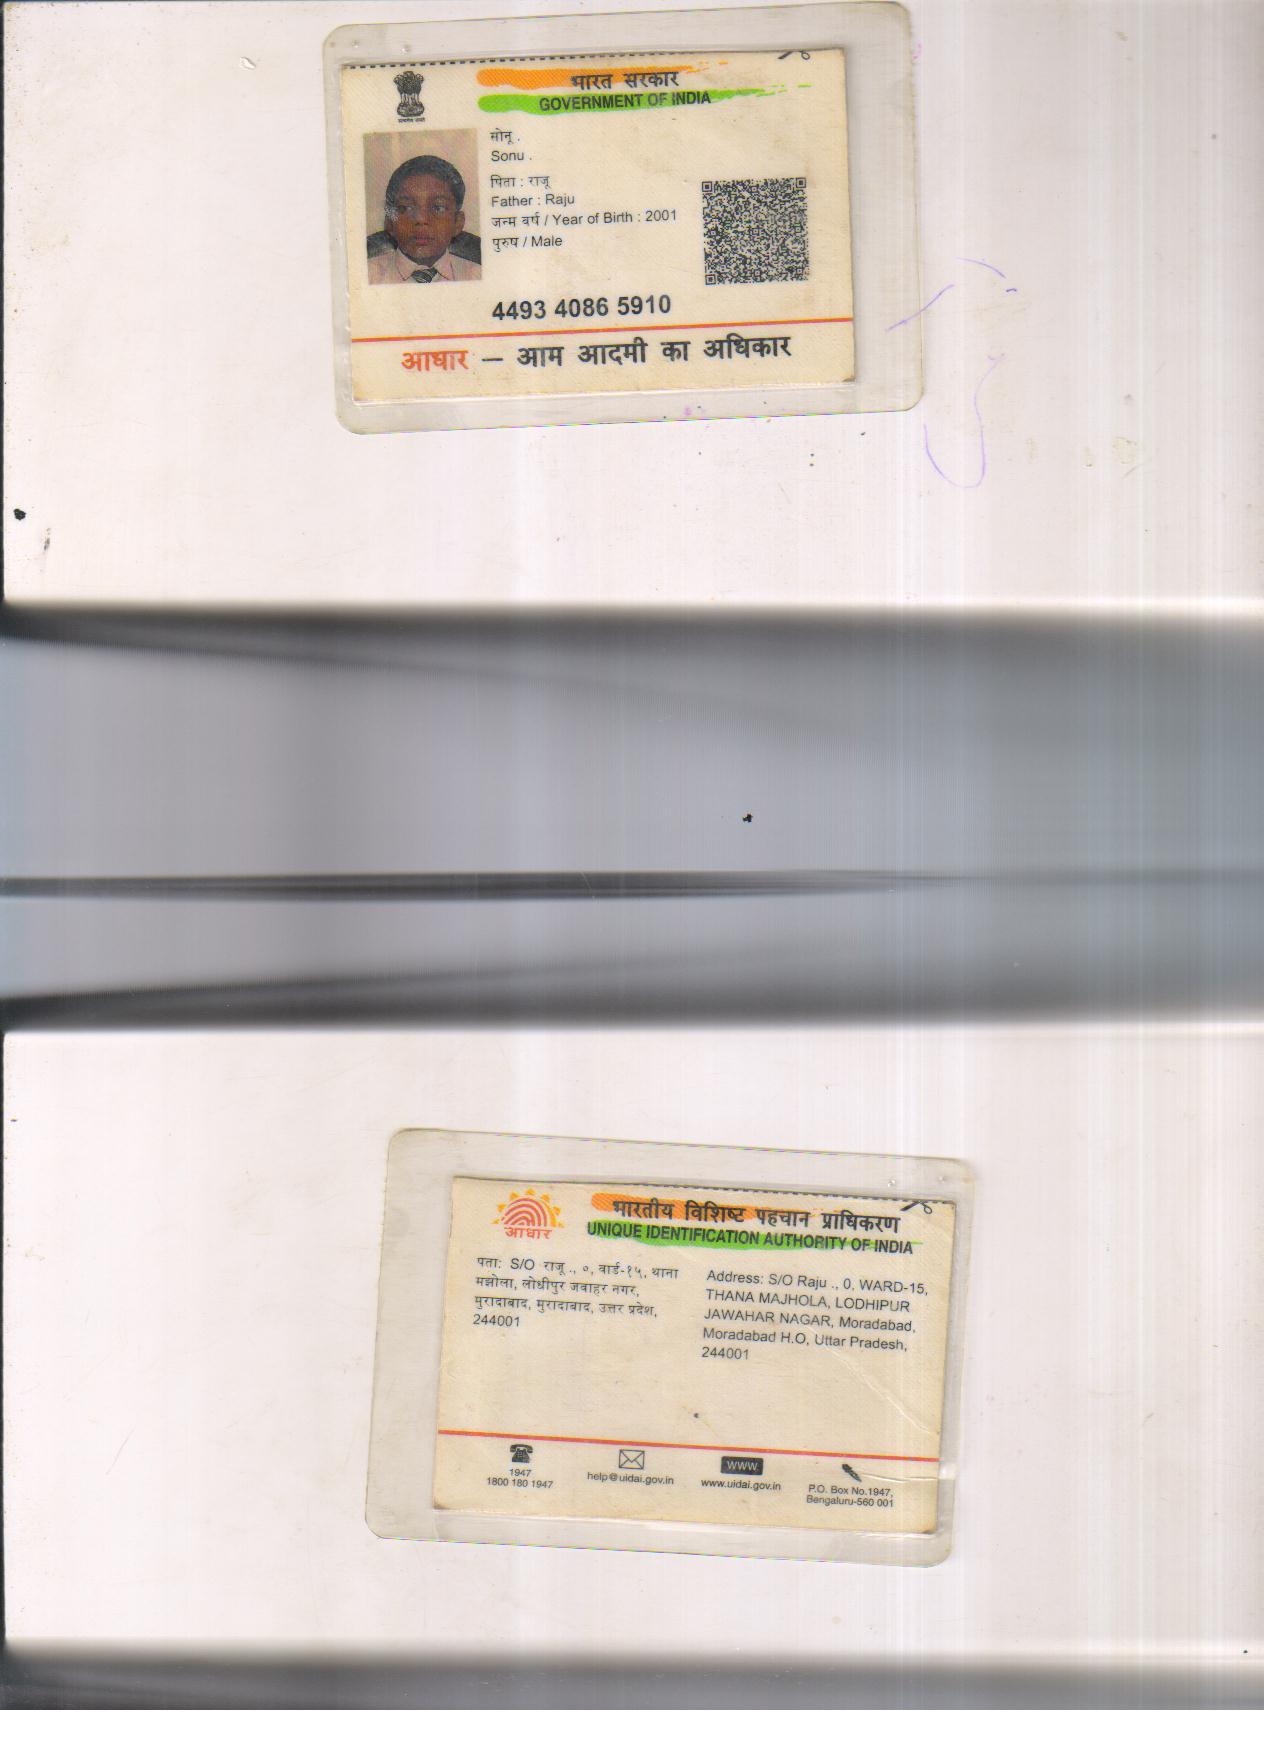 भारत सरकार
GOVERNMENT OF INDIA
सोनू .
Sonu .
पिता : राजू
Father : Raju
जन्म वर्ष / Year of Birth : 2001
पुरुष / Male
4493 4086 5910
आधार — आम आदमी का अधिकार
भारतीय विशिष्ट पहचान प्राधिकरण
आधार
UNIQUE IDENTIFICATION AUTHORITY OF INDIA
पता: S/O राजू ., ०, वार्ड-१५, थाना
मझोला, लोधीपुर जवाहर नगर,
मुरादाबाद, मुरादाबाद, उत्तर प्रदेश,
244001
Address: S/O Raju ., 0, WARD-15,
THANA MAJHOLA, LODHIPUR
JAWAHAR NAGAR, Moradabad,
Moradabad H.O, Uttar Pradesh,
244001
1947
1800 180 1947
help@uidai.gov.in
WWW
www.uidai.gov.in
P.O. Box No.1947,
Bengaluru-560 001